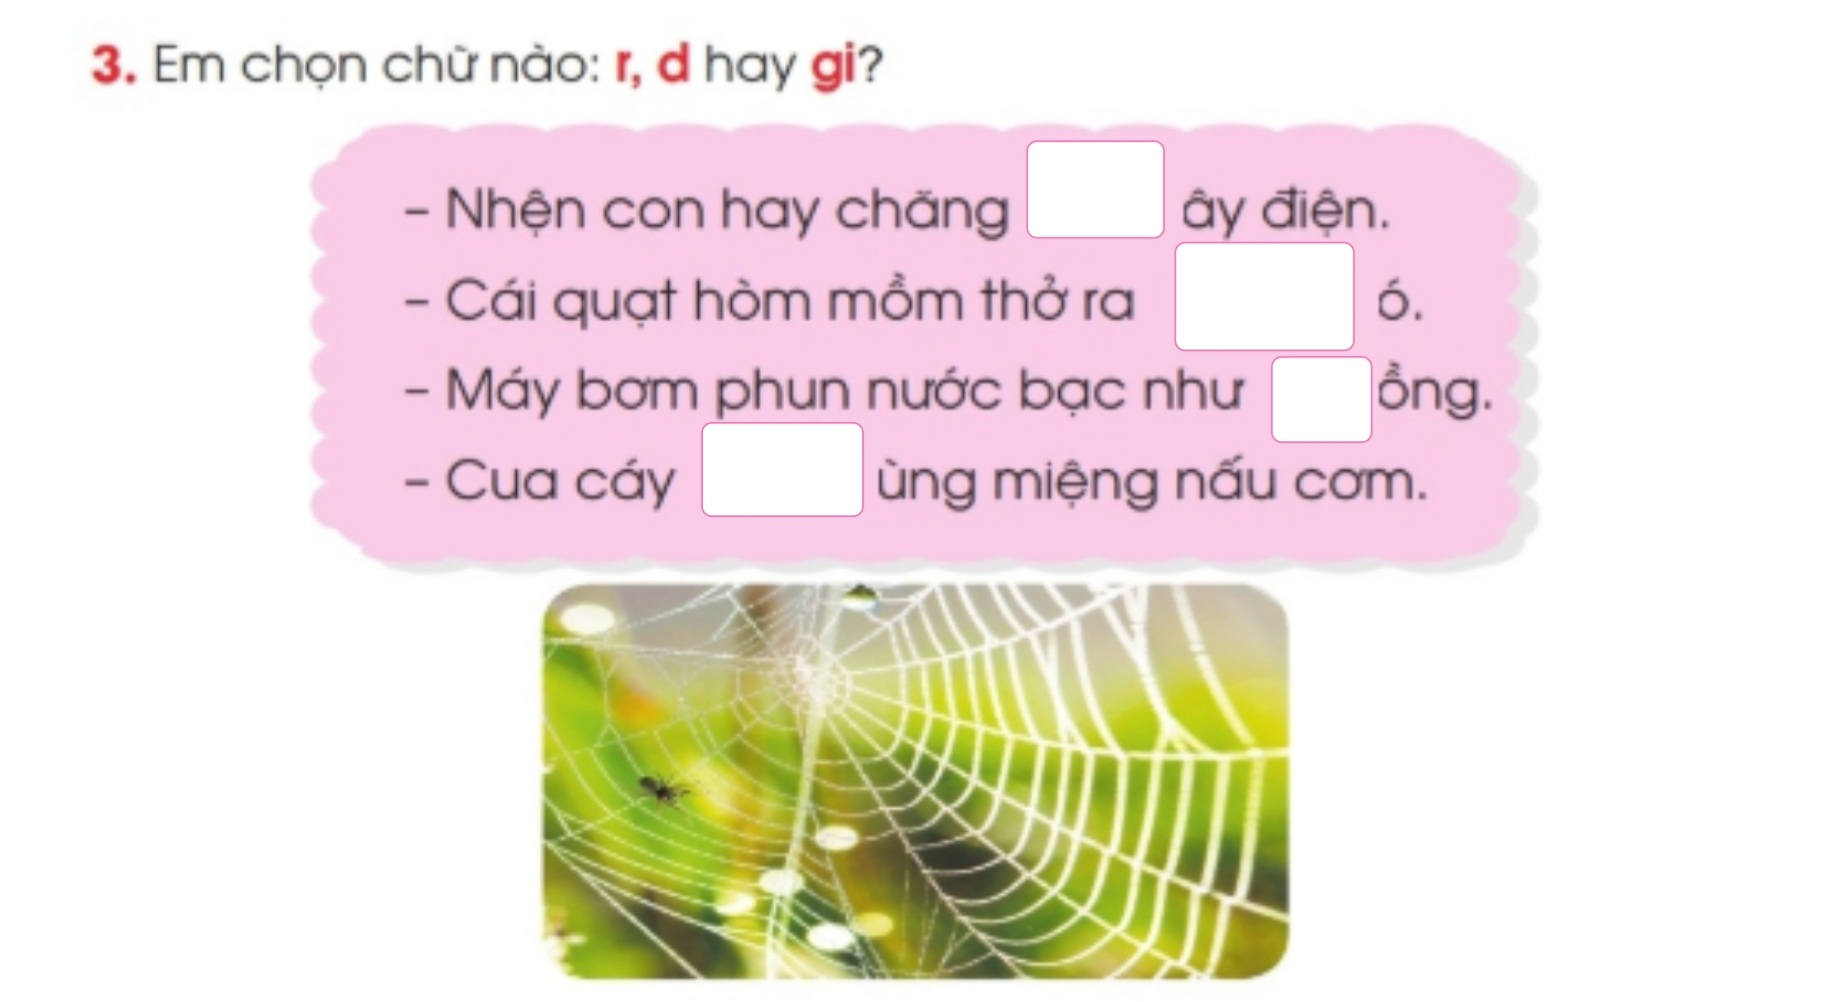 3. Em chọn chữ nào: r, d hay gi?
– Nhện con hay chăng ây điện.
– Cái quạt hòm mồm thở ra ó.
– Máy bơm phun nước bạc như ồng.
– Cua cáy ùng miệng nấu cơm.